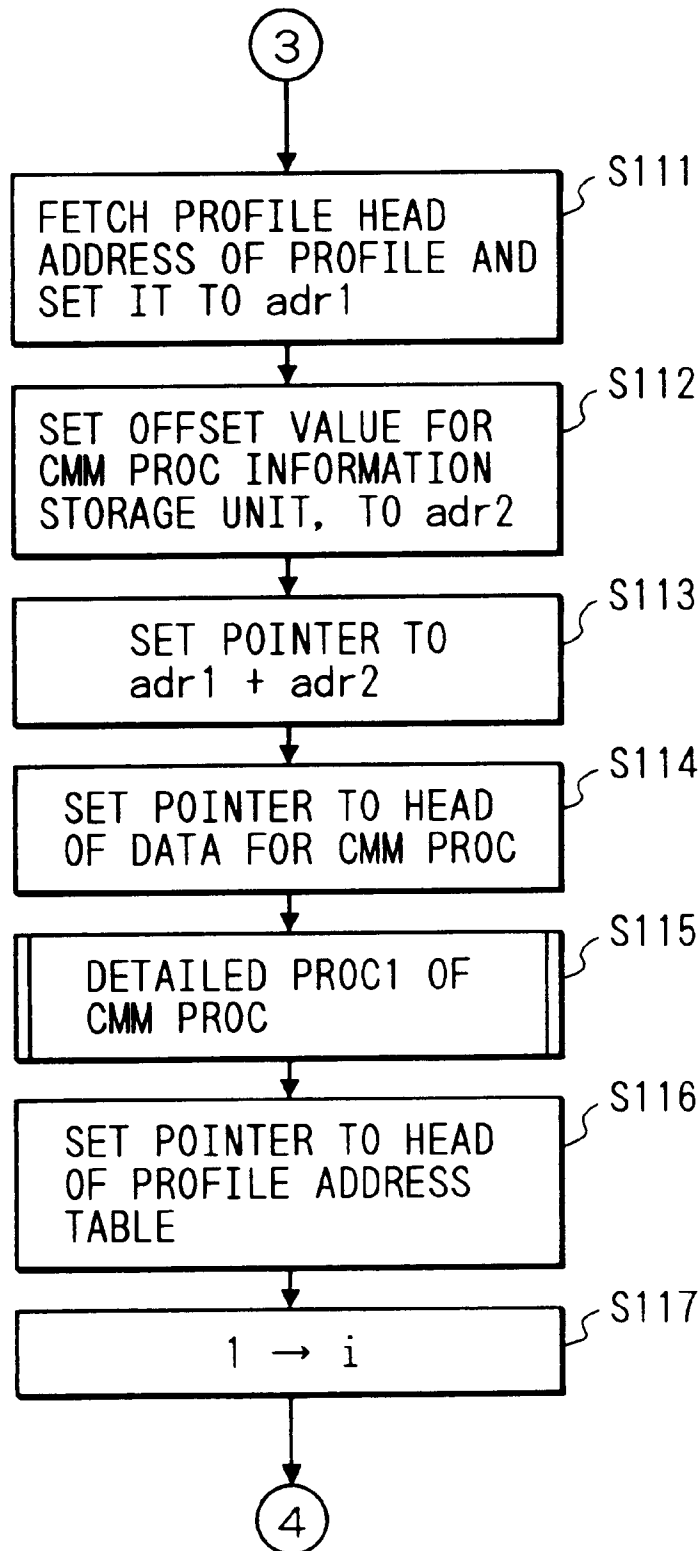 3
S111
FETCH PROFILE HEAD
ADDRESS OF PROFILE AND
SET IT TO adr1
S112
SET OFFSET VALUE FOR
CMM PROC INFORMATION
STORAGE UNIT, TO adr2
S113
SET POINTER TO
adr1 + adr2
S114
SET POINTER TO HEAD
OF DATA FOR CMM PROC
S115
DETAILED PROC1 OF
CMM PROC
S116
SET POINTER TO HEAD
OF PROFILE ADDRESS
TABLE
S117
1 → i
4